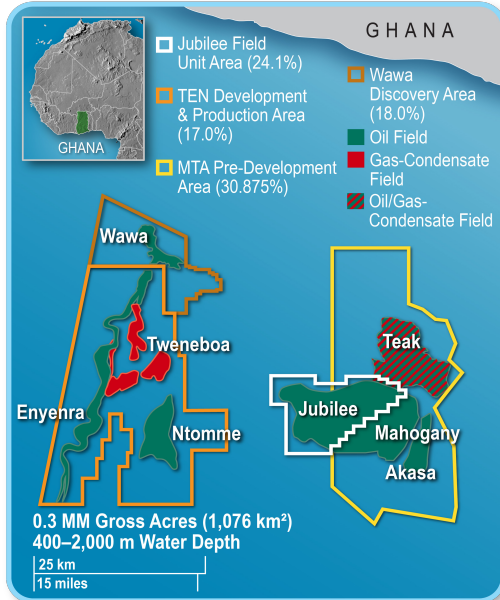 GHANA
GHANA
Jubilee Field
Unit Area (24.1%)
TEN Development
& Production Area
(17.0%)
MTA Pre-Development
Area (30.875%)
Wawa
Discovery Area
(18.0%)
Oil Field
Gas-Condensate
Field
Oil/Gas-
Condensate Field
Wawa
Tweneboa
Enyenra
Ntomme
Teak
Jubilee
Mahogany
Akasa
0.3 MM Gross Acres (1,076 km²)
400–2,000 m Water Depth
25 km
15 miles